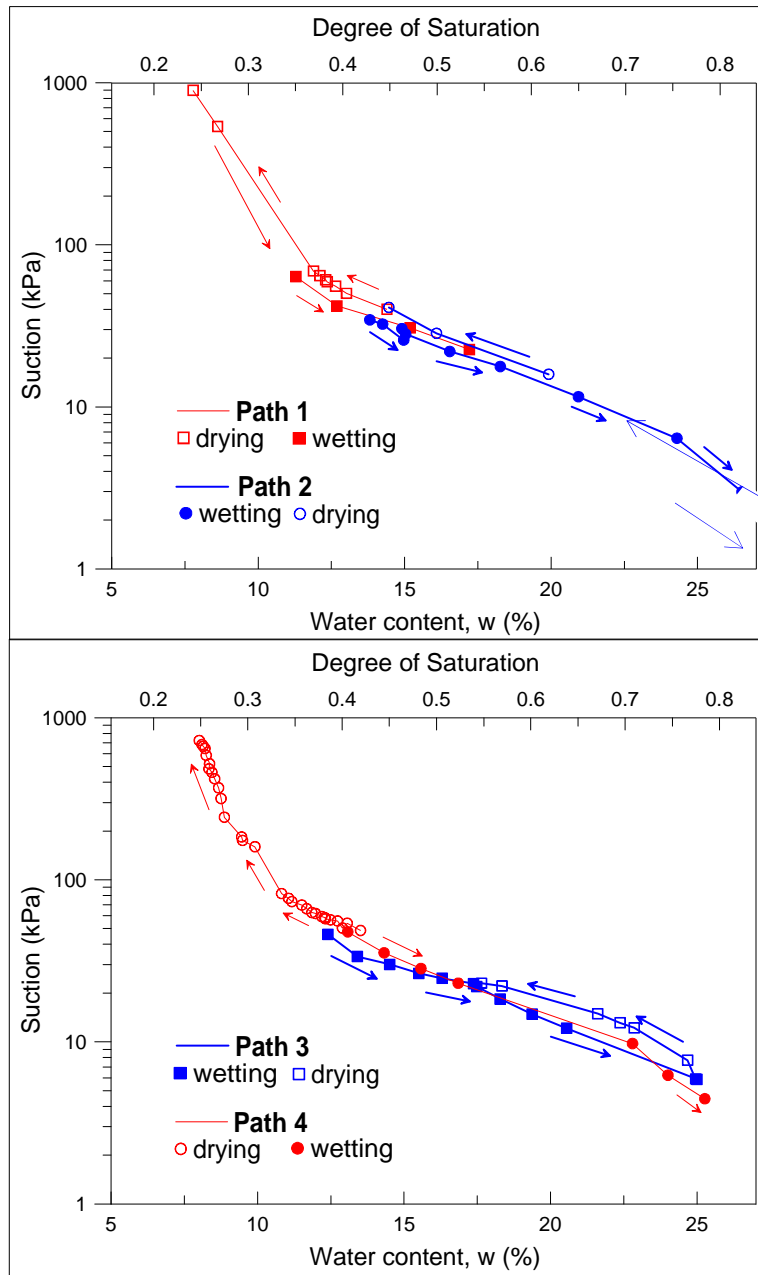 Degree of Saturation
0.2 0.3 0.4 0.5 0.6 0.7 0.8
1000
100
10
1
Suction (kPa)
Path 1
drying wetting
Path 2
wetting drying
5 10 15 20 25
Water content, w (%)
Degree of Saturation
0.2 0.3 0.4 0.5 0.6 0.7 0.8
1000
100
10
1
Suction (kPa)
Path 3
wetting drying
Path 4
drying wetting
5 10 15 20 25
Water content, w (%)